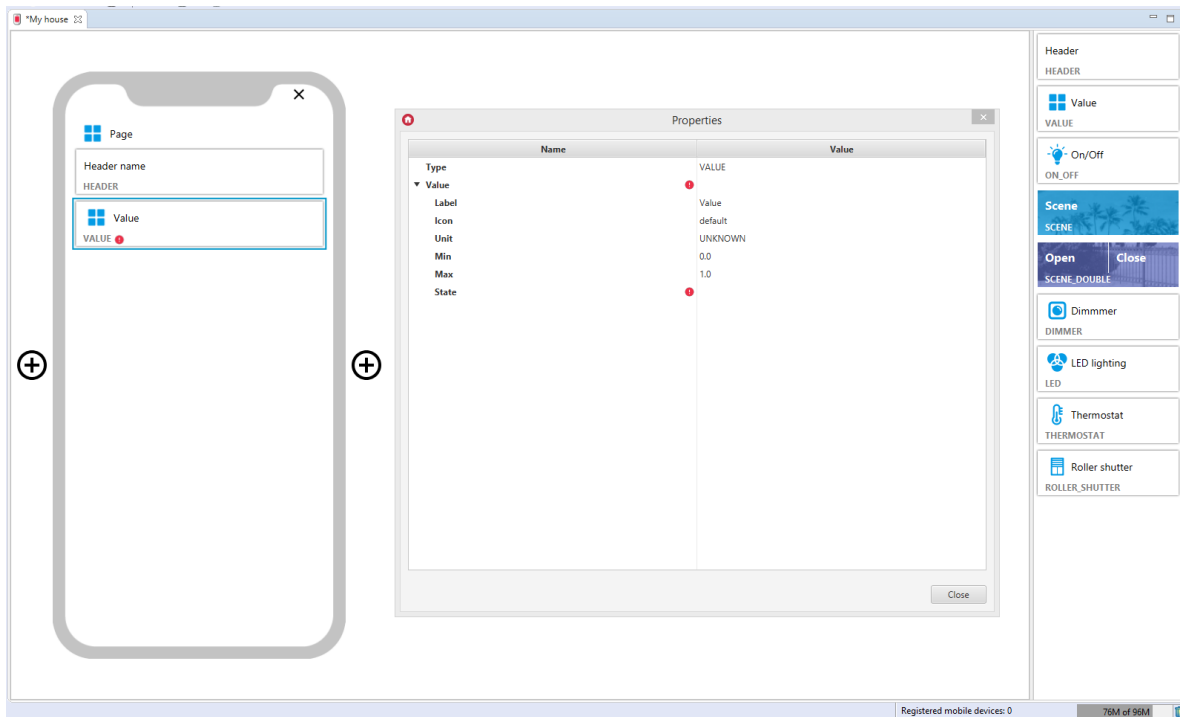 *My house
Page
Header name
HEADER
Value
VALUE
Properties
Name Value
Type VALUE
Value
Label Value
Icon default
Unit UNKNOWN
Min 0.0
Max 1.0
State
Close
Header
HEADER
Value
VALUE
On/Off
ON_OFF
Scene
SCENE
Open Close
SCENE_DOUBLE
Dimmmer
DIMMER
LED lighting
LED
Thermostat
THERMOSTAT
Roller shutter
ROLLER_SHUTTER
Registered mobile devices: 0 76M of 96M